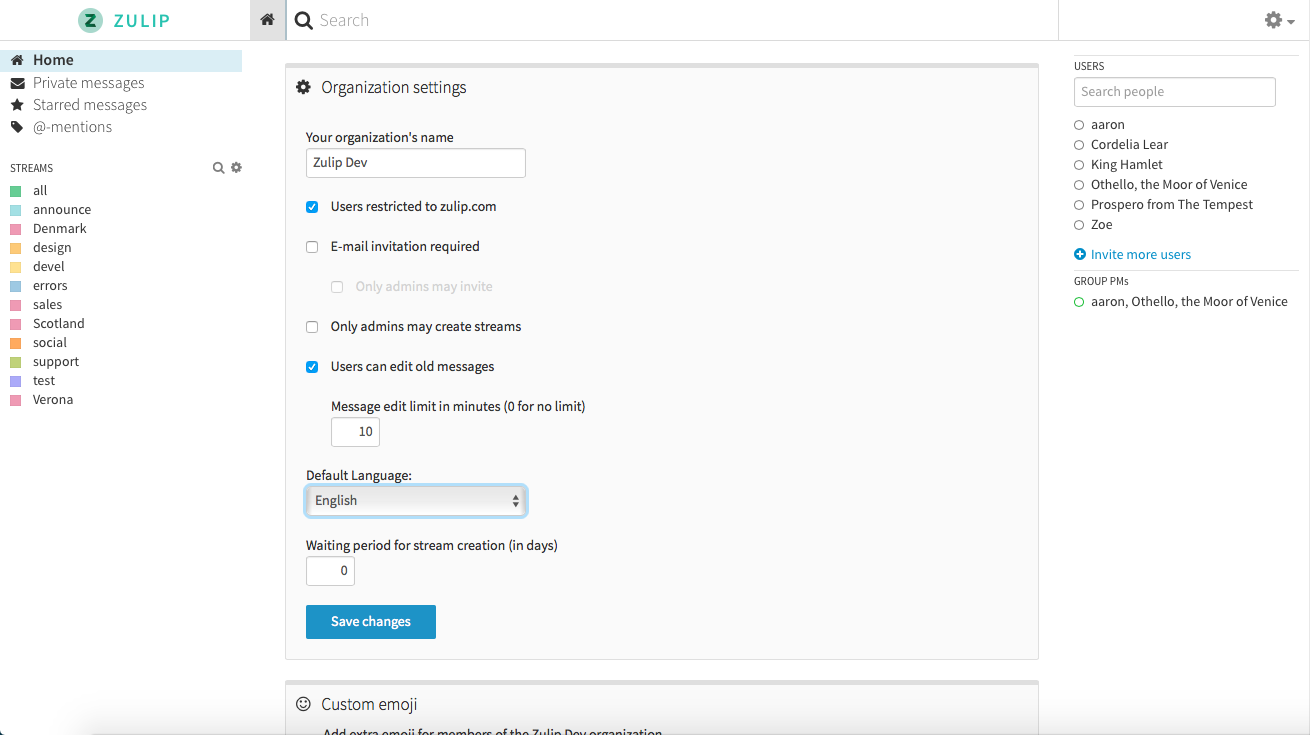 Z ZULIP
Search
Home
Private messages
Starred messages
@-mentions
STREAMS
all
announce
Denmark
design
devel
errors
sales
Scotland
social
support
test
Verona
Organization settings
Your organization's name
Zulip Dev
Users restricted to zulip.com
E-mail invitation required
Only admins may invite
Only admins may create streams
Users can edit old messages
Message edit limit in minutes (0 for no limit)
10
Default Language:
English
Waiting period for stream creation (in days)
0
Save changes
Custom emoji
Add extra emoji for members of the Zulip Dev organization.
USERS
Search people
aaron
Cordelia Lear
King Hamlet
Othello, the Moor of Venice
Prospero from The Tempest
Zoe
Invite more users
GROUP PMs
aaron, Othello, the Moor of Venice